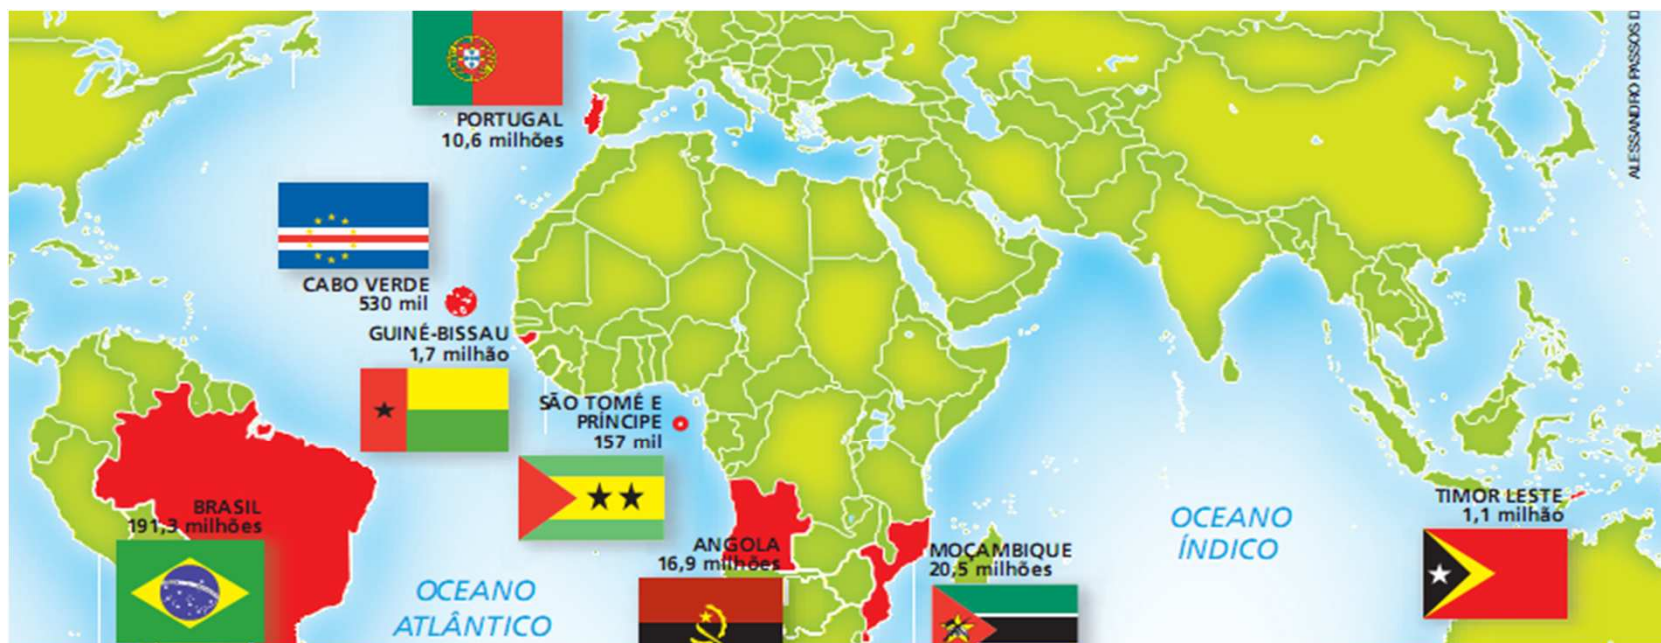 PORTUGAL
10,6 milhões
CABO VERDE
530 mil
GUINÉ-BISSAU
1,7 milhão
SÃO TOMÉ E
PRÍNCIPE
157 mil
BRASIL
191,3 milhões
ANGOLA
16,9 milhões
MOÇAMBIQUE
20,5 milhões
TIMOR LESTE
1,1 milhão
OCEANO
ATLÂNTICO
OCEANO
ÍNDICO
ALESSANDRO PASSOS D